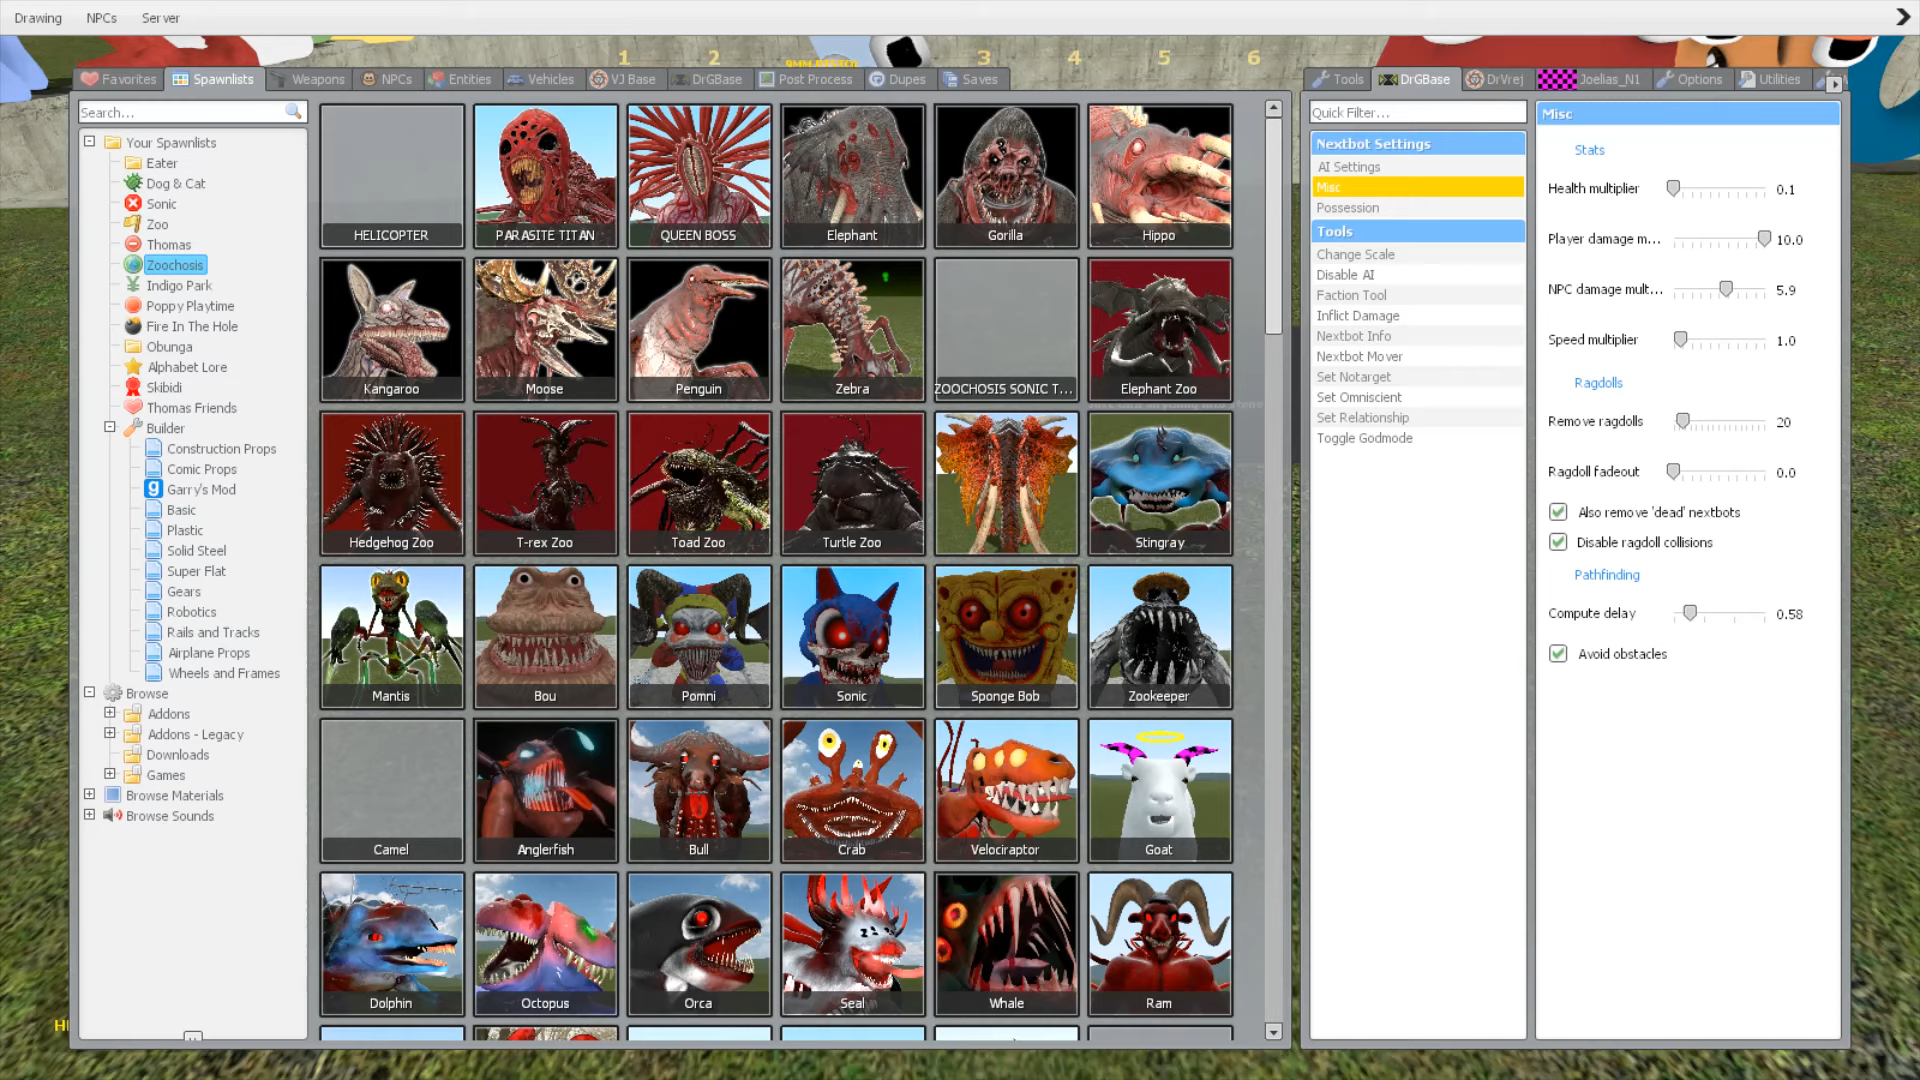 Drawing NPCs Server
1 2 3 4 5 6
Favorites Spawnlists Weapons NPCs Entities Vehicles VJ Base DrGBase Post Process Dupes Saves
Search...
Your Spawnlists
Eater
Dog & Cat
Sonic
Zoo
Thomas
Zoochosis
Indigo Park
Poppy Playtime
Fire In The Hole
Obunga
Alphabet Lore
Skibidi
Thomas Friends
Builder
Construction Props
Comic Props
Garry's Mod
Basic
Plastic
Solid Steel
Super Flat
Gears
Robotics
Rails and Tracks
Airplane Props
Wheels and Frames
Browse
Addons
Addons - Legacy
Downloads
Games
Browse Materials
Browse Sounds
HELICOPTER PARASITE TITAN QUEEN BOSS Elephant Gorilla Hippo
Kangaroo Moose Penguin Zebra ZOOCHOSIS SONIC T... Elephant Zoo
Hedgehog Zoo T-rex Zoo Toad Zoo Turtle Zoo Stingray
Mantis Bou Pomni Sonic Sponge Bob Zookeeper
Camel Anglerfish Bull Crab Velociraptor Goat
Dolphin Octopus Orca Seal Whale Ram
Tools DrGBase DrVrej Joelias_N1 Options Utilities
Quick Filter...
Nextbot Settings
AI Settings
Misc
Possession
Tools
Change Scale
Disable AI
Faction Tool
Inflict Damage
Nextbot Info
Nextbot Mover
Set Notarget
Set Omniscient
Set Relationship
Toggle Godmode
Misc
Stats
Health multiplier 0.1
Player damage m... 10.0
NPC damage mult... 5.9
Speed multiplier 1.0
Ragdolls
Remove ragdolls 20
Ragdoll fadeout 0.0
Also remove 'dead' nextbots
Disable ragdoll collisions
Pathfinding
Compute delay 0.58
Avoid obstacles